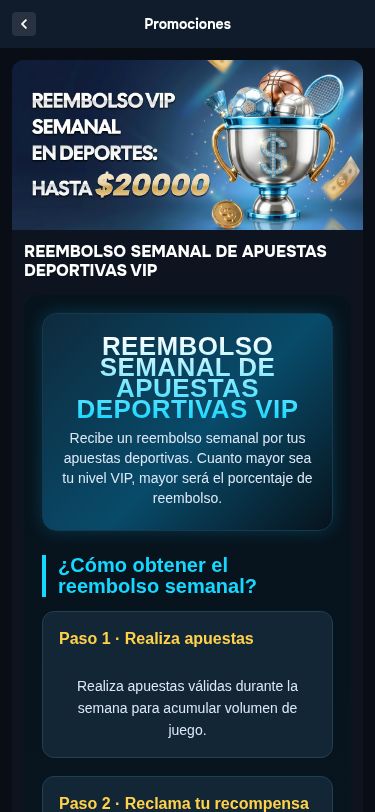 Promociones
REEMBOLSO VIP
SEMANAL
EN DEPORTES:
HASTA $20000
REEMBOLSO SEMANAL DE APUESTAS
DEPORTIVAS VIP
REEMBOLSO
SEMANAL DE
APUESTAS
DEPORTIVAS VIP
Recibe un reembolso semanal por tus
apuestas deportivas. Cuanto mayor sea
tu nivel VIP, mayor será el porcentaje de
reembolso.
¿Cómo obtener el
reembolso semanal?
Paso 1 · Realiza apuestas
Realiza apuestas válidas durante la
semana para acumular volumen de
juego.
Paso 2 · Reclama tu recompensa